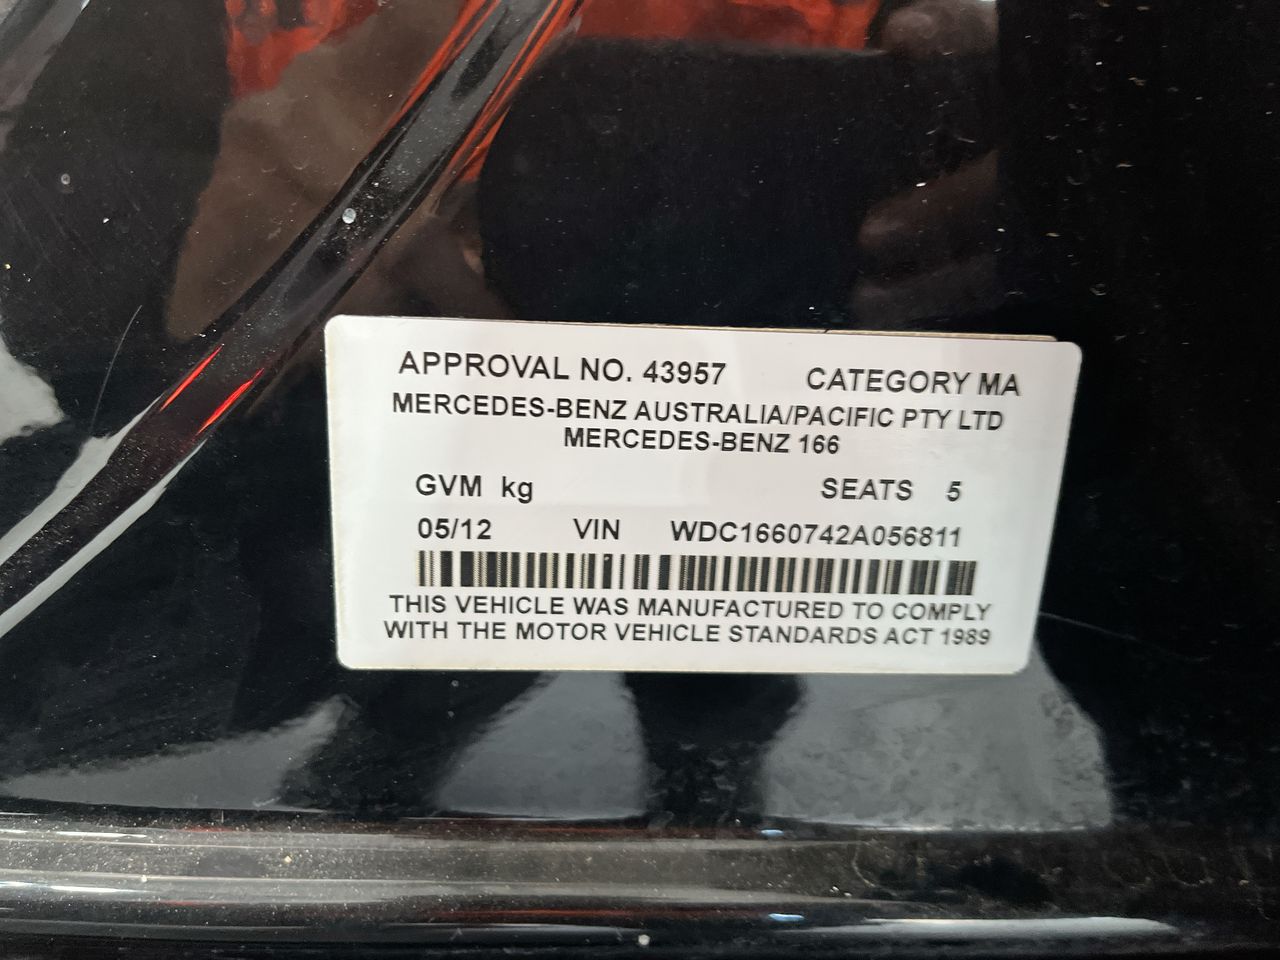 APPROVAL NO. 43957 CATEGORY MA
MERCEDES-BENZ AUSTRALIA/PACIFIC PTY LTD
MERCEDES-BENZ 166
GVM kg SEATS 5
05/12 VIN WDC1660742A056811
THIS VEHICLE WAS MANUFACTURED TO COMPLY
WITH THE MOTOR VEHICLE STANDARDS ACT 1989